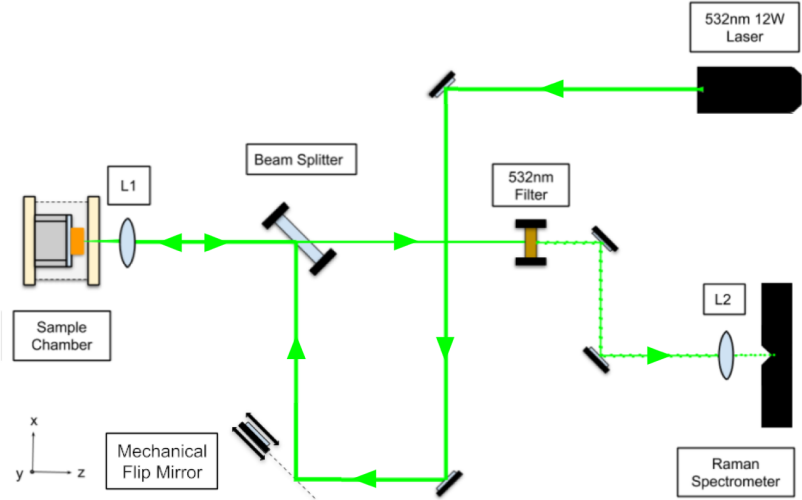 532nm 12W
Laser
Beam Splitter
532nm
Filter
L1
L2
Sample
Chamber
Mechanical
Flip Mirror
x
y
z
Raman
Spectrometer